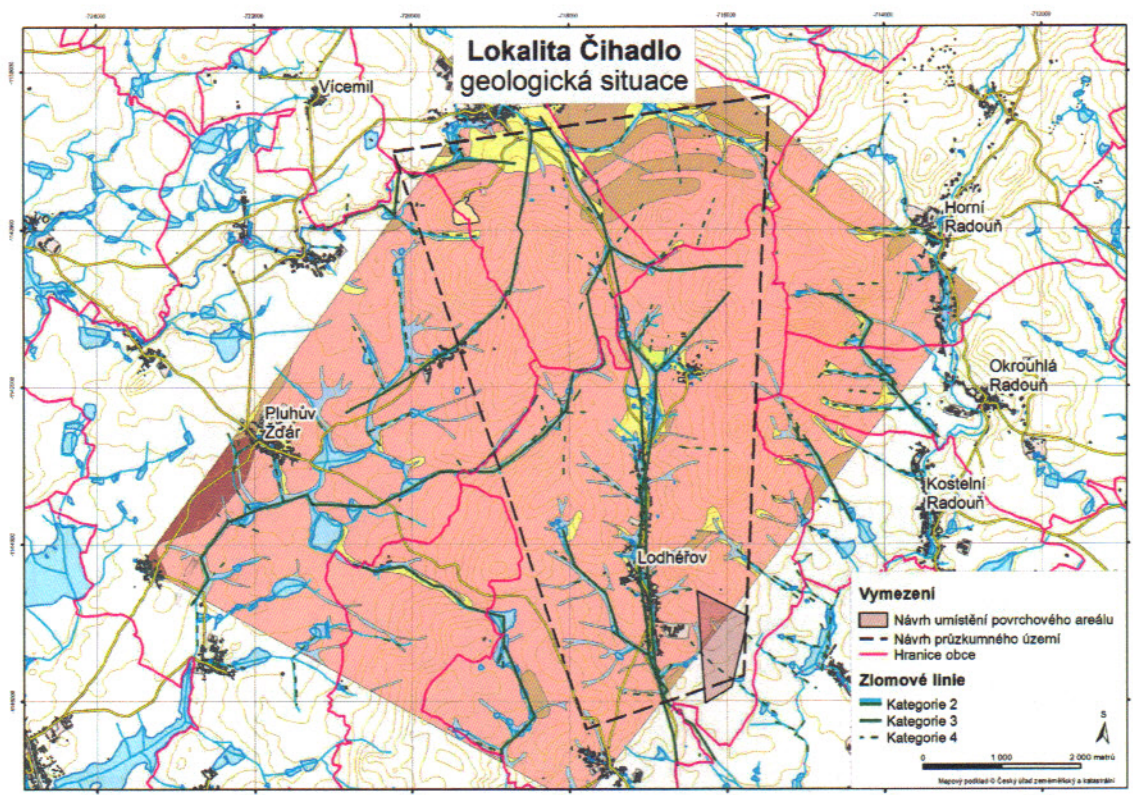 Lokalita Čihadlo
geologická situace
Vícemil
Horní
Radouň
Okrouhlá
Radouň
Pluhův
Žďár
Kostelní
Radouň
Lodhéřov
Vymezení
Návrh umístění povrchového areálu
Návrh průzkumného území
Hranice obce
Zlomové linie
Kategorie 2
Kategorie 3
Kategorie 4
S
0 1 000 2 000 metrů
Mapový podklad © Český úřad zeměměřický a katastrální